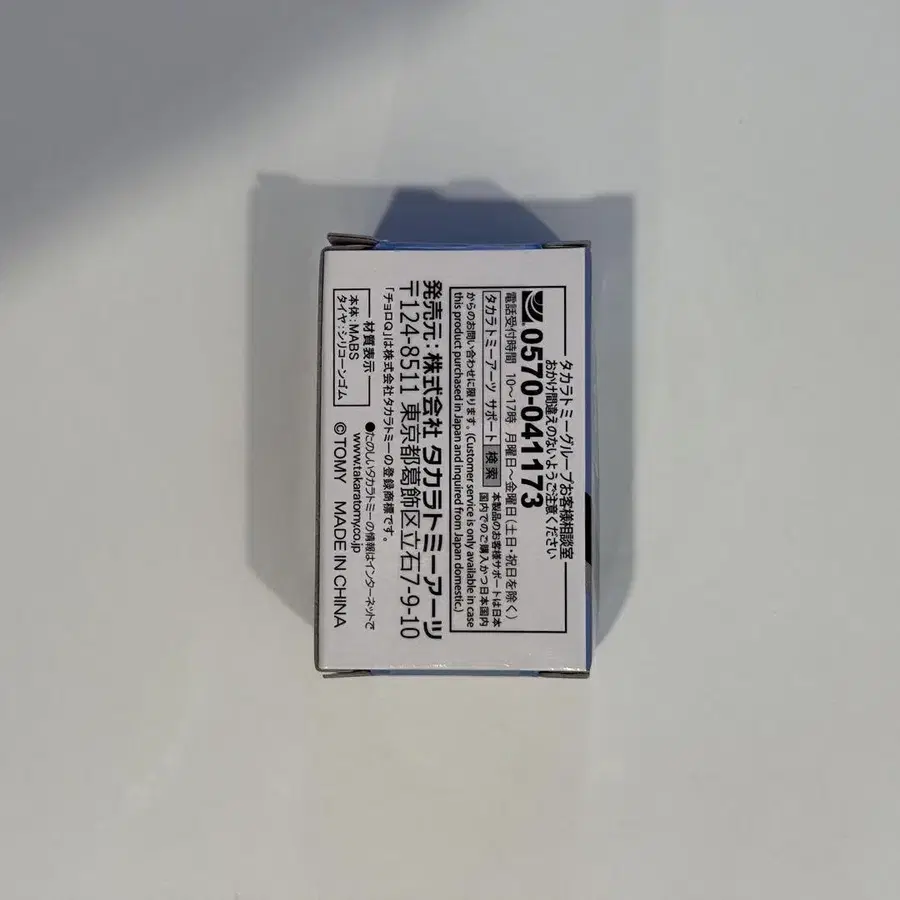 タカラトミーグループお客様相談室
おかけ間違えのないようご注意ください
0570-041173
電話受付時間 10〜17時 月曜日〜金曜日(土日・祝日を除く)
タカラトミーアーツ サポート 検索
本製品のお客様サポートは日本
国内でのご購入かつ日本国内
からのお問い合わせに限ります。(Customer service is only available in case
this product purchased in Japan and inquired from Japan domestic.)
発売元:株式会社 タカラトミーアーツ
〒124-8511 東京都葛飾区立石7-9-10
「チョロQ」は株式会社タカラトミーの登録商標です。
材質表示
本体:MABS
タイヤ:シリコーンゴム
●たのしいタカラトミーの情報はインターネットで
www.takaratomy.co.jp
©TOMY MADE IN CHINA